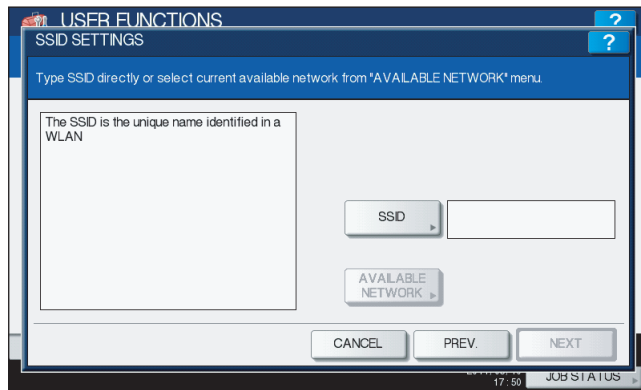 USER FUNCTIONS
?
SSID SETTINGS
?
Type SSID directly or select current available network from "AVAILABLE NETWORK" menu.
The SSID is the unique name identified in a
WLAN
SSID
AVAILABLE
NETWORK
CANCEL
PREV.
NEXT
17 : 50
JOB STATUS